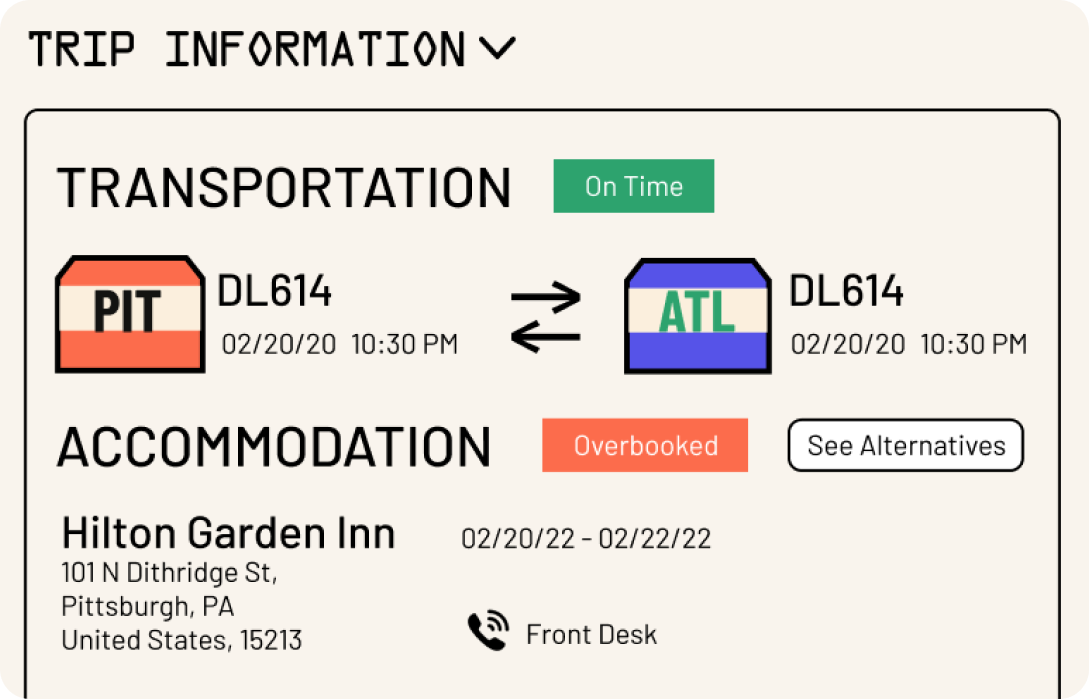 TRIP INFORMATION
TRANSPORTATION On Time
PIT DL614 ATL DL614
02/20/20 10:30 PM 02/20/20 10:30 PM
ACCOMMODATION Overbooked See Alternatives
Hilton Garden Inn 02/20/22 - 02/22/22
101 N Dithridge St,
Pittsburgh, PA
United States, 15213 Front Desk